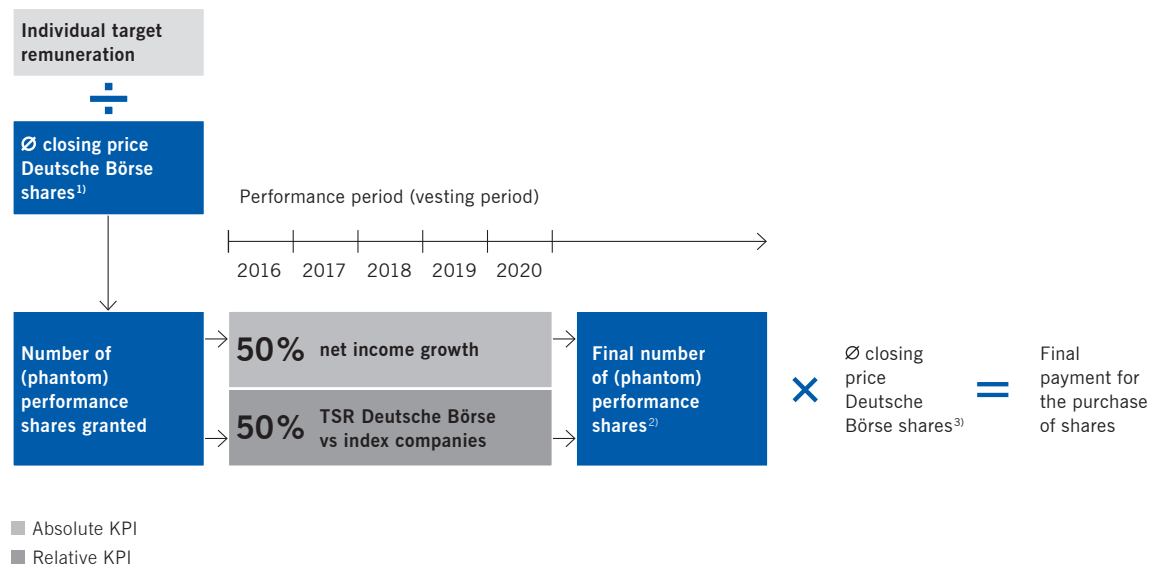 Individual target
remuneration
÷
Ø closing price
Deutsche Börse
shares1)
Performance period (vesting period)
2016 2017 2018 2019 2020
Number of
(phantom)
performance
shares granted
50% net income growth
50% TSR Deutsche Börse
vs index companies
Final number
of (phantom)
performance
shares2)
×
Ø closing
price
Deutsche
Börse shares3)
=
Final
payment for
the purchase
of shares
Absolute KPI
Relative KPI